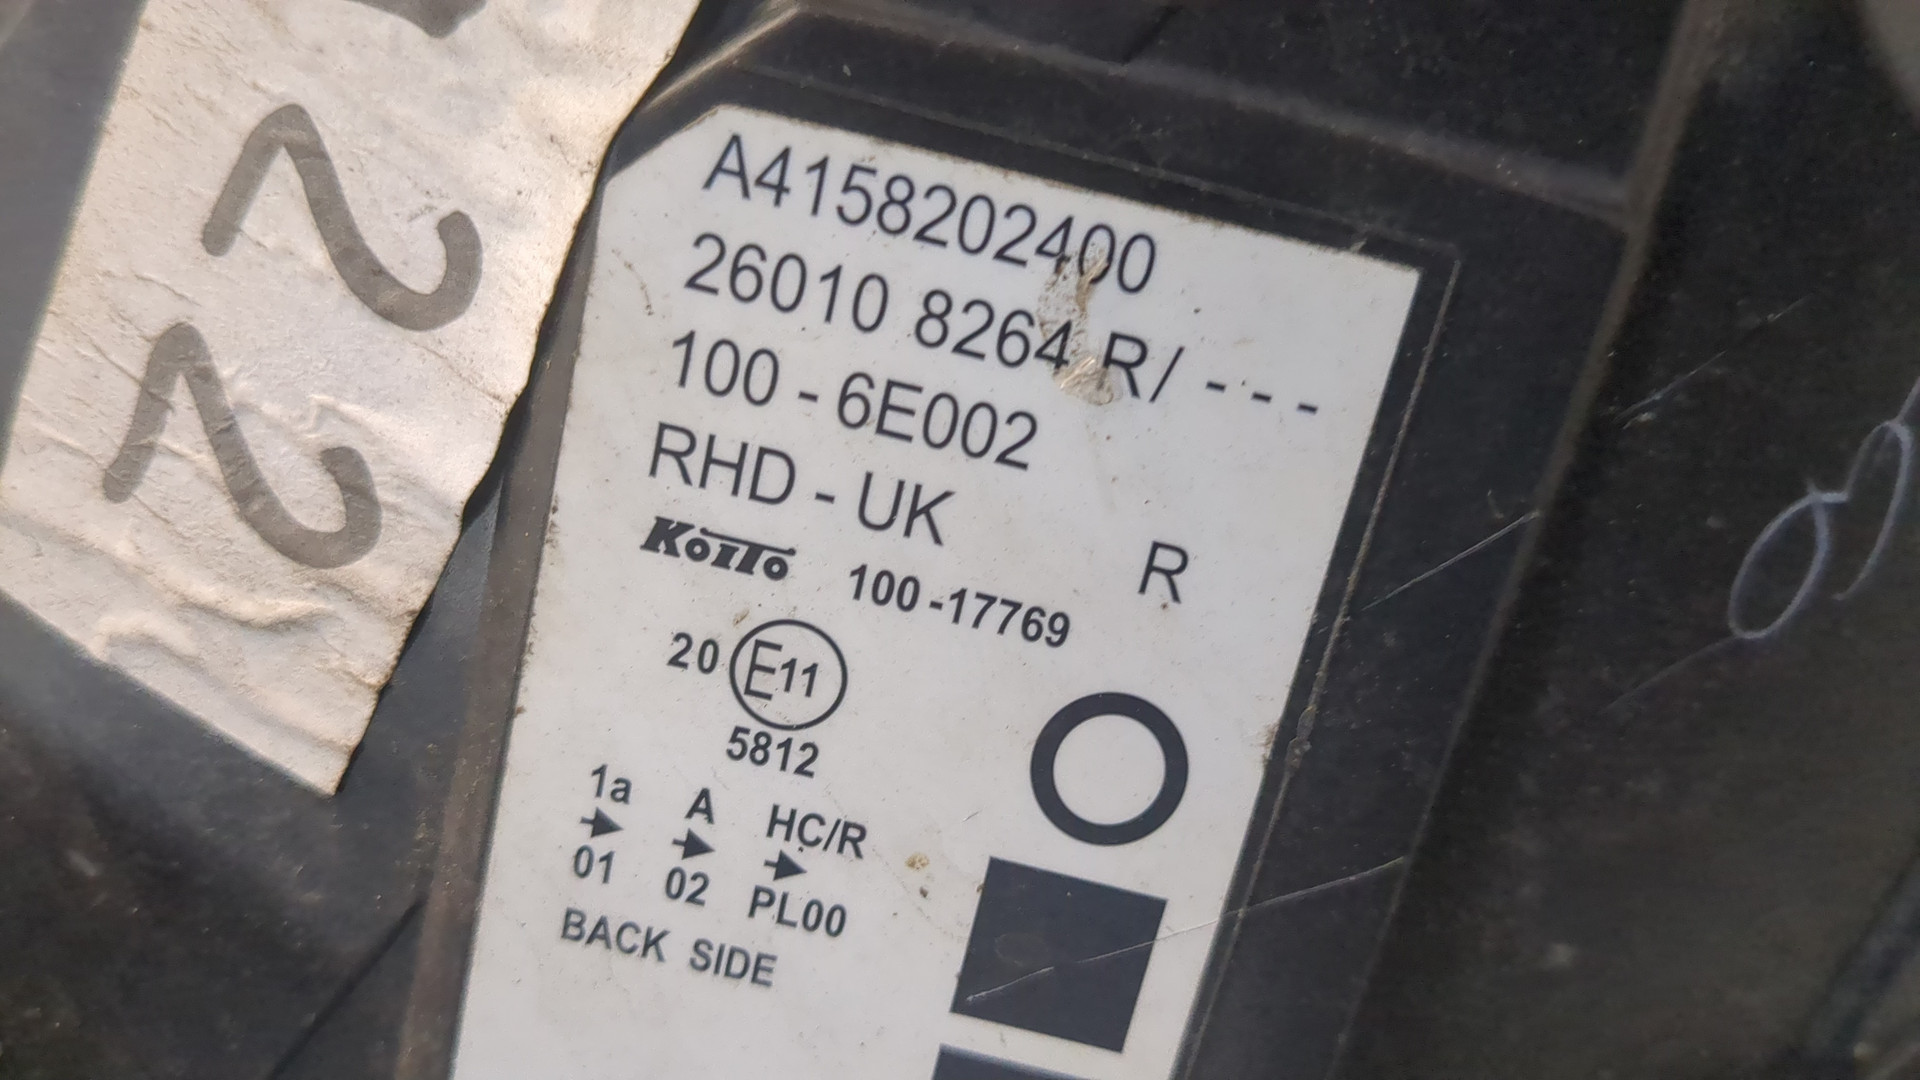 A4158202400
26010 8264 R/ - - -
100 - 6E002
RHD - UK
R
KOITO 100-17769
20 E11
5812
1a A HC/R
01 02 PL00
BACK SIDE